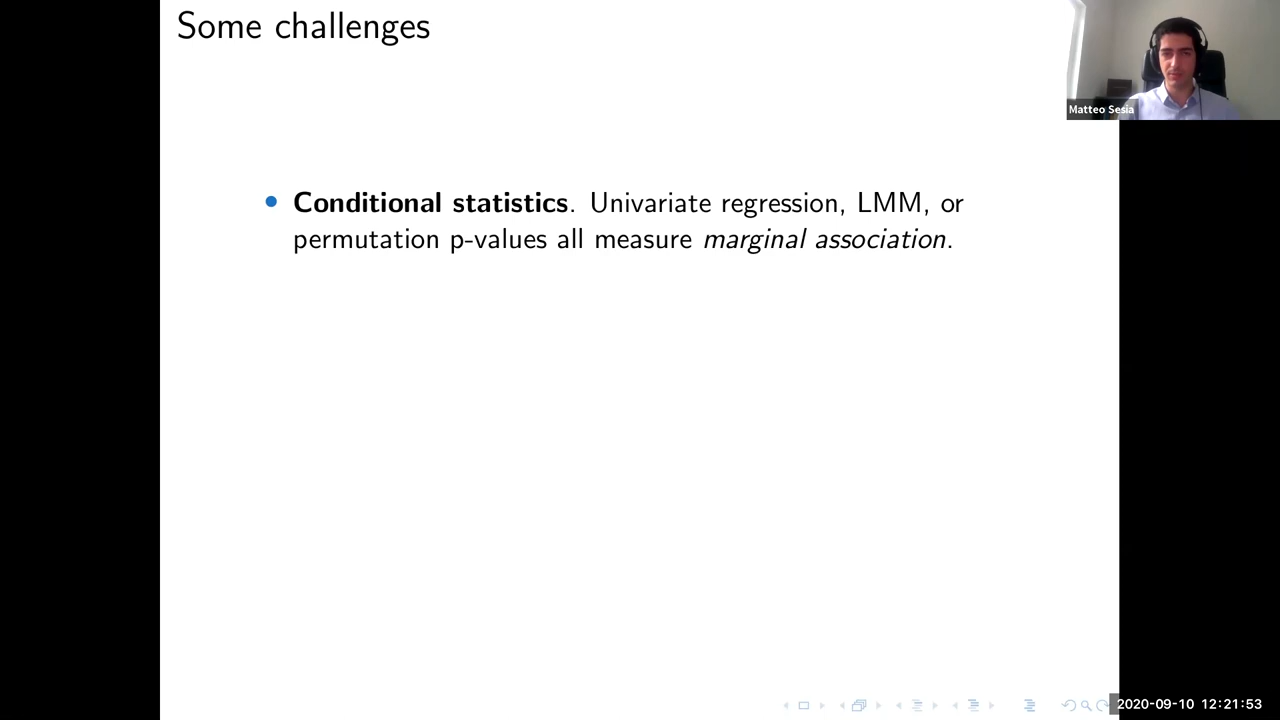 Some challenges
Matteo Sesia
• Conditional statistics. Univariate regression, LMM, or
permutation p-values all measure marginal association.
2020-09-10 12:21:53